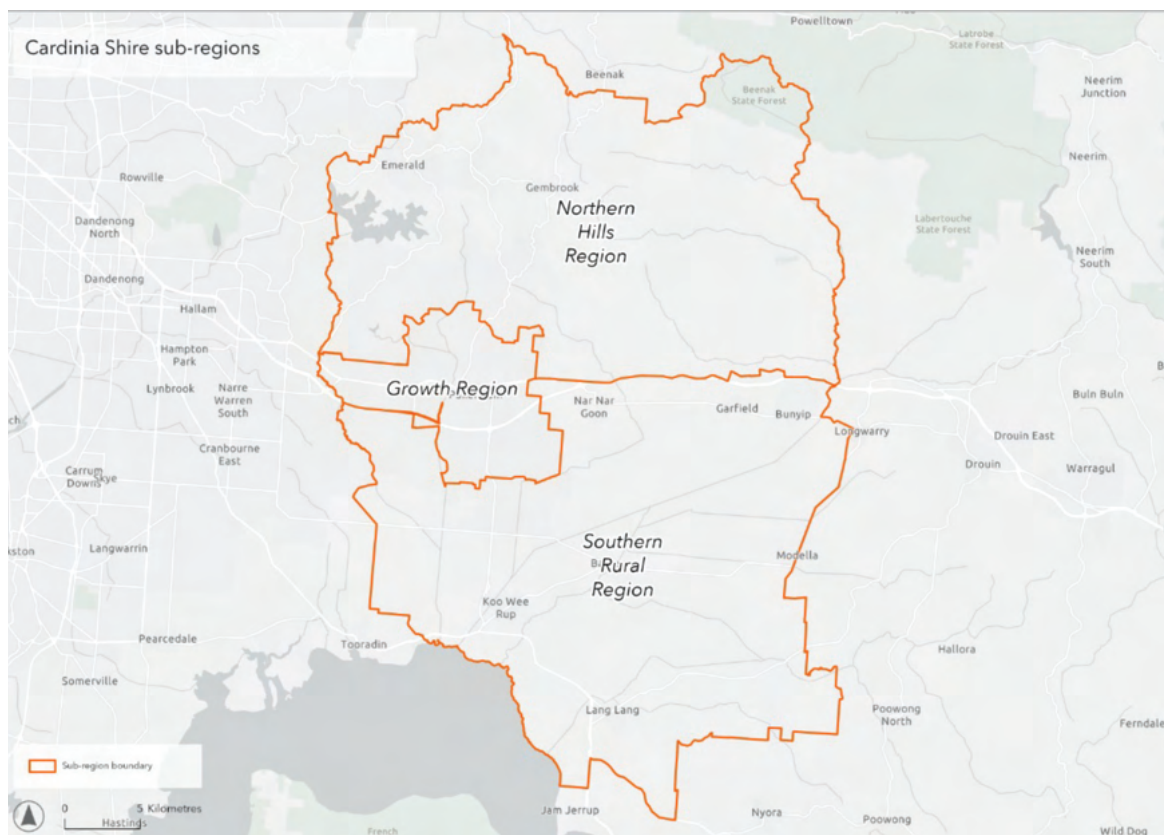 Cardinia Shire sub-regions
Powelltown
Latrobe
State Forest
Beenak
Neerim
Junction
Beenak
State Forest
Emerald
Neerim
Rowville
Gembrook
Northern
Hills
Region
Dandenong
North
Labertouche
State Forest
Neerim
South
Dandenong
Hallam
Hampton
Park
Growth Region
Lynbrook
Narre
Warren
South
Nar Nar
Goon
Garfield
Bunyip
Buln Buln
Longwarry
Drouin East
Cranbourne
East
Carrum
Downs
Skye
Drouin
Warragul
Langwarrin
Southern
Rural
Region
Modella
Koo Wee
Rup
Pearcedale
Tooradin
Hallora
Somerville
Lang Lang
Poowong
North
Ferndale
Sub-region boundary
0 5 Kilometres
Hastings
Jam Jerrup
Nyora
Poowong
French
Wild Dog